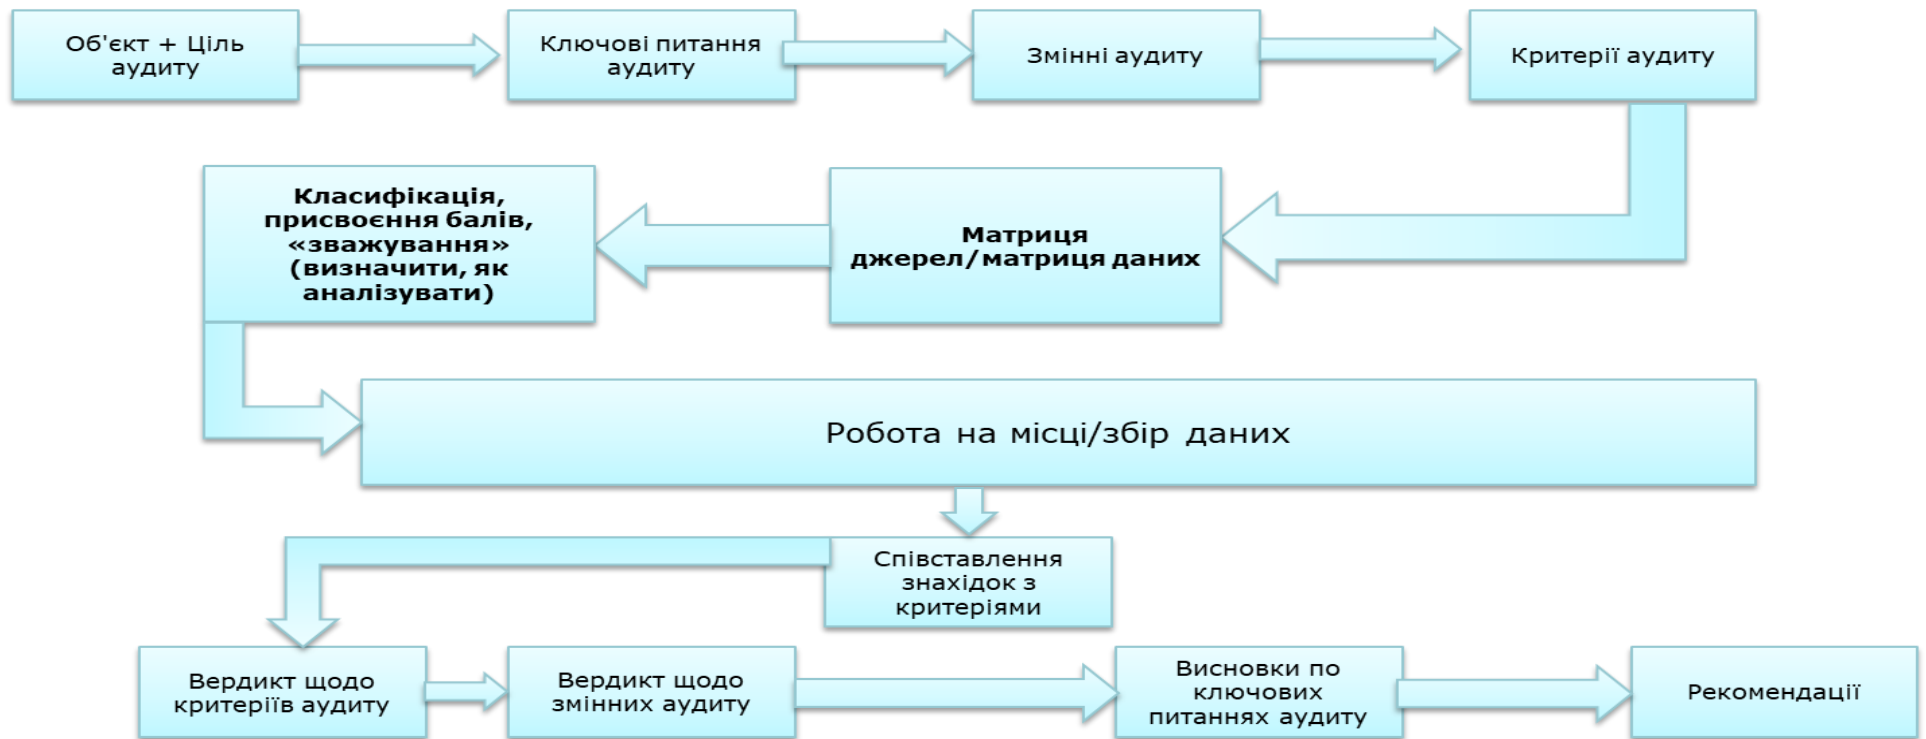 Об'єкт + Ціль
аудиту
Ключові питання
аудиту
Змінні аудиту
Критерії аудиту
Класифікація,
присвоєння балів,
«зважування»
(визначити, як
аналізувати)
Матриця
джерел/матриця даних
Робота на місці/збір даних
Співставлення
знахідок з
критеріями
Вердикт щодо
критеріїв аудиту
Вердикт щодо
змінних аудиту
Висновки по
ключових
питаннях аудиту
Рекомендації